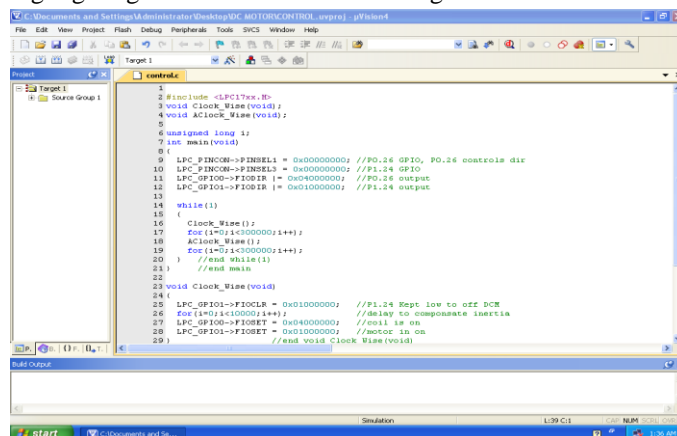 C:\Documents and Settings\Administrator\Desktop\DC MOTOR\CONTROL.uvproj - µVision4
File Edit View Project Flash Debug Peripherals Tools SVCS Window Help
Target 1
Project
control.c
Target 1
Source Group 1
1
2 #include <LPC17xx.H>
3 void Clock_Wise(void);
4 void AClock_Wise(void);
5
6 unsigned long i;
7 int main(void)
8 {
9 LPC_PINCON->PINSEL1 = 0x00000000; //P0.26 GPIO, P0.26 controls dir
10 LPC_PINCON->PINSEL3 = 0x00000000; //P1.24 GPIO
11 LPC_GPIO0->FIODIR |= 0x04000000; //P0.26 output
12 LPC_GPIO1->FIODIR |= 0x01000000; //P1.24 output
13
14 while(1)
15 {
16 Clock_Wise();
17 for(i=0;i<300000;i++);
18 AClock_Wise();
19 for(i=0;i<300000;i++);
20 } //end while(1)
21 } //end main
22
23 void Clock_Wise(void)
24 {
25 LPC_GPIO1->FIOCLR = 0x01000000; //P1.24 Kept low to off DCM
26 for(i=0;i<10000;i++); //delay to componsate inertia
27 LPC_GPIO0->FIOSET = 0x04000000; //coil is on
28 LPC_GPIO1->FIOSET = 0x01000000; //motor in on
29 } //end void Clock_Wise(void)
Build Output
Simulation L:39 C:1 CAP NUM SCRL OVR
start C:\Documents and Se... 1:36 AM